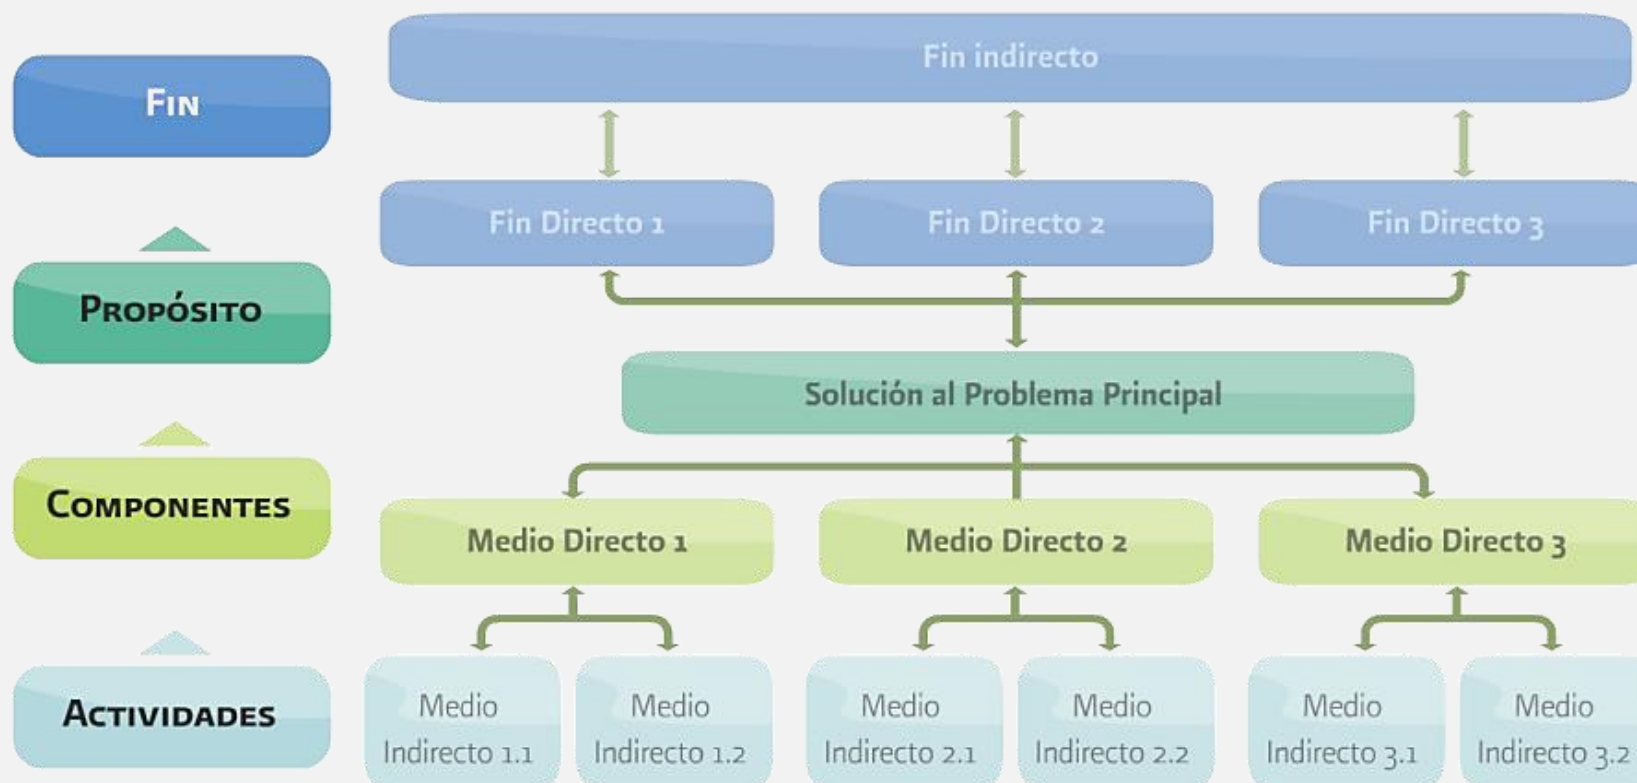 Fin indirecto
FIN
Fin Directo 1
Fin Directo 2
Fin Directo 3
PROPÓSITO
Solución al Problema Principal
COMPONENTES
Medio Directo 1
Medio Directo 2
Medio Directo 3
ACTIVIDADES
Medio
Indirecto 1.1
Medio
Indirecto 1.2
Medio
Indirecto 2.1
Medio
Indirecto 2.2
Medio
Indirecto 3.1
Medio
Indirecto 3.2